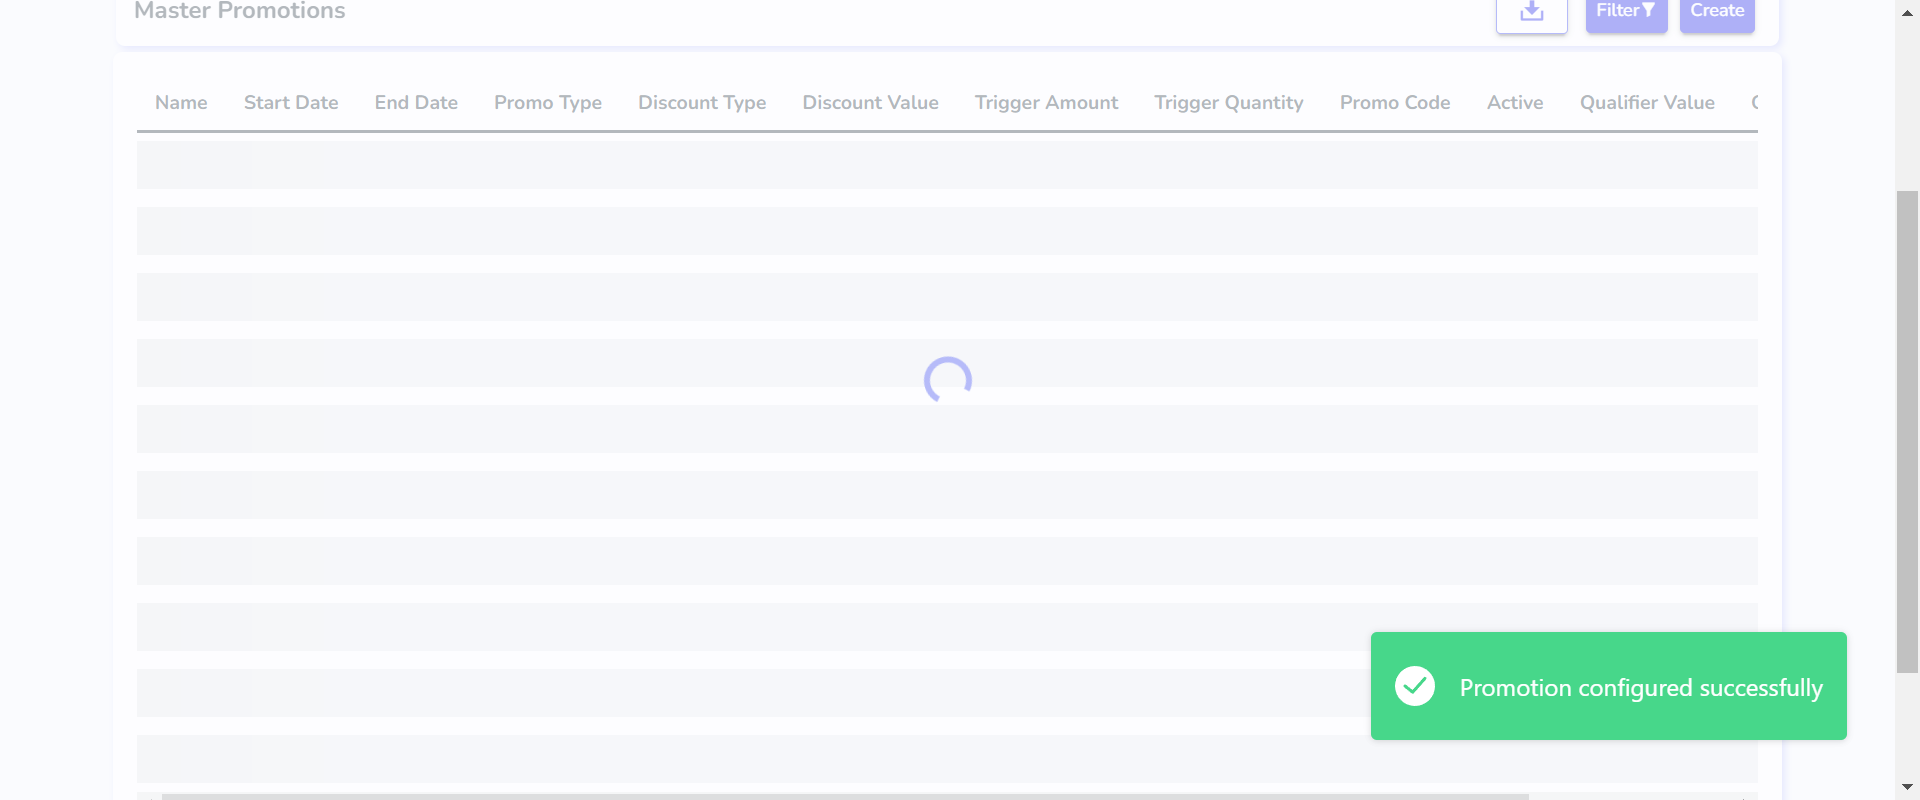 Master Promotions
Filter
Create
Name Start Date End Date Promo Type Discount Type Discount Value Trigger Amount Trigger Quantity Promo Code Active Qualifier Value
Promotion configured successfully